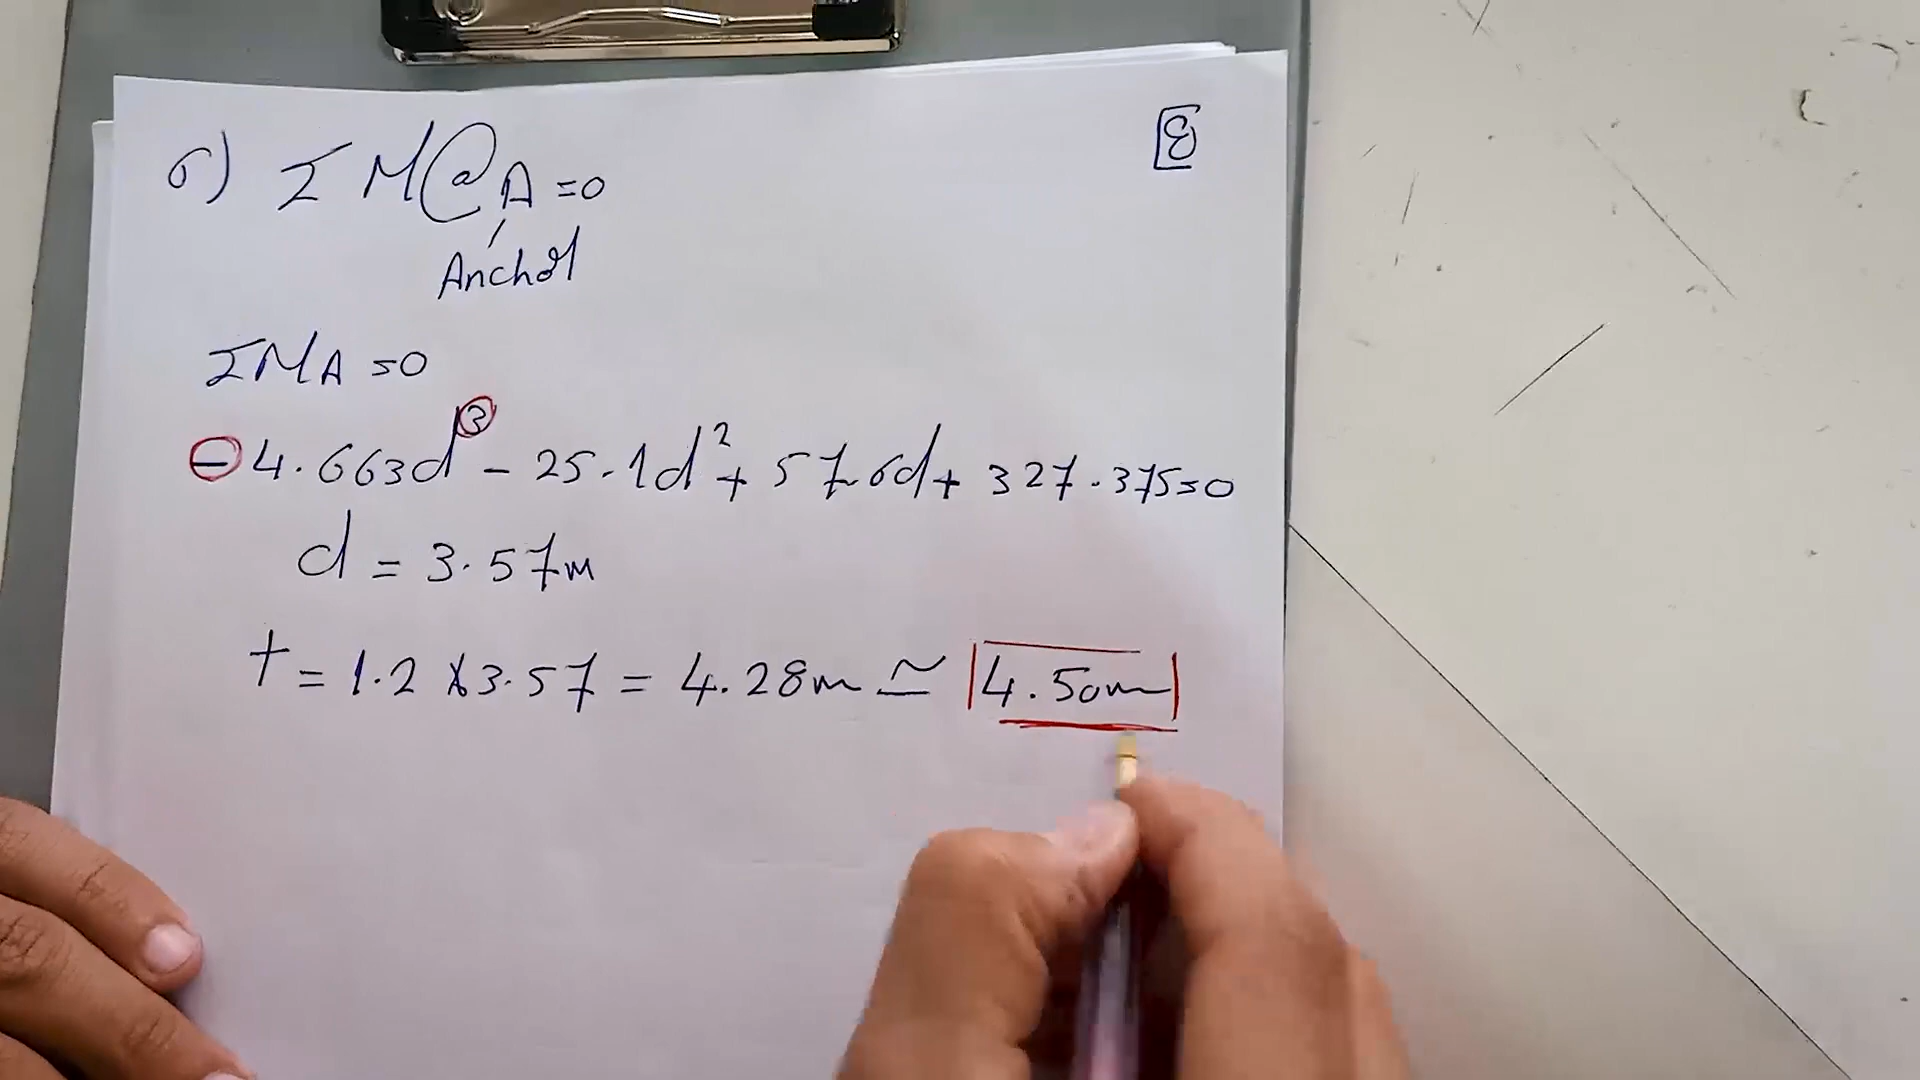 8
6) ΣM@A=0
Anchor
ΣMA=0
-4.663d³ - 25.1d² + 57.6d + 327.375=0
d = 3.57m
t = 1.2 x 3.57 = 4.28m ≃ 4.50m